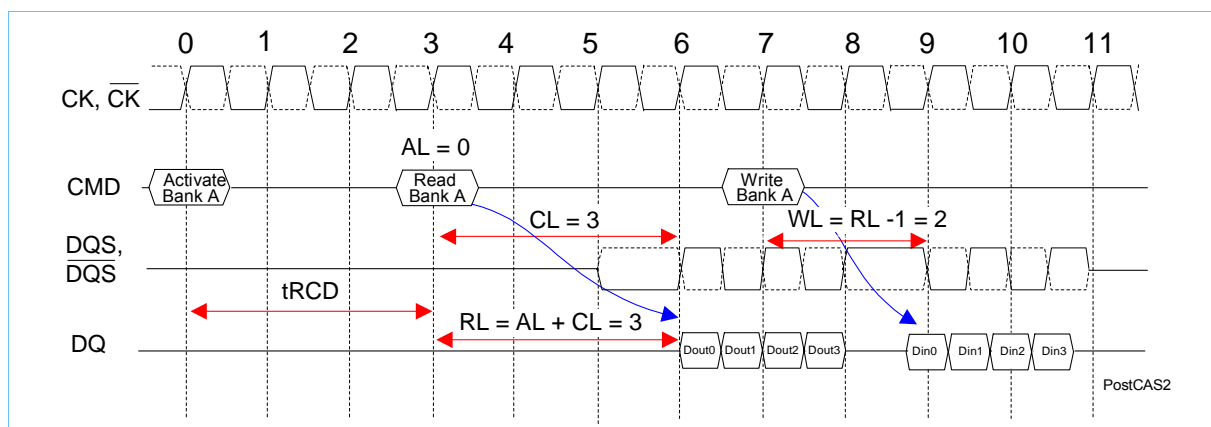 0 1 2 3 4 5 6 7 8 9 10 11
CK, CK
AL = 0
CMD
Activate
Bank A
Read
Bank A
Write
Bank A
CL = 3
WL = RL -1 = 2
DQS,
DQS
tRCD
RL = AL + CL = 3
DQ
Dout0 Dout1 Dout2 Dout3
Din0 Din1 Din2 Din3
PostCAS2